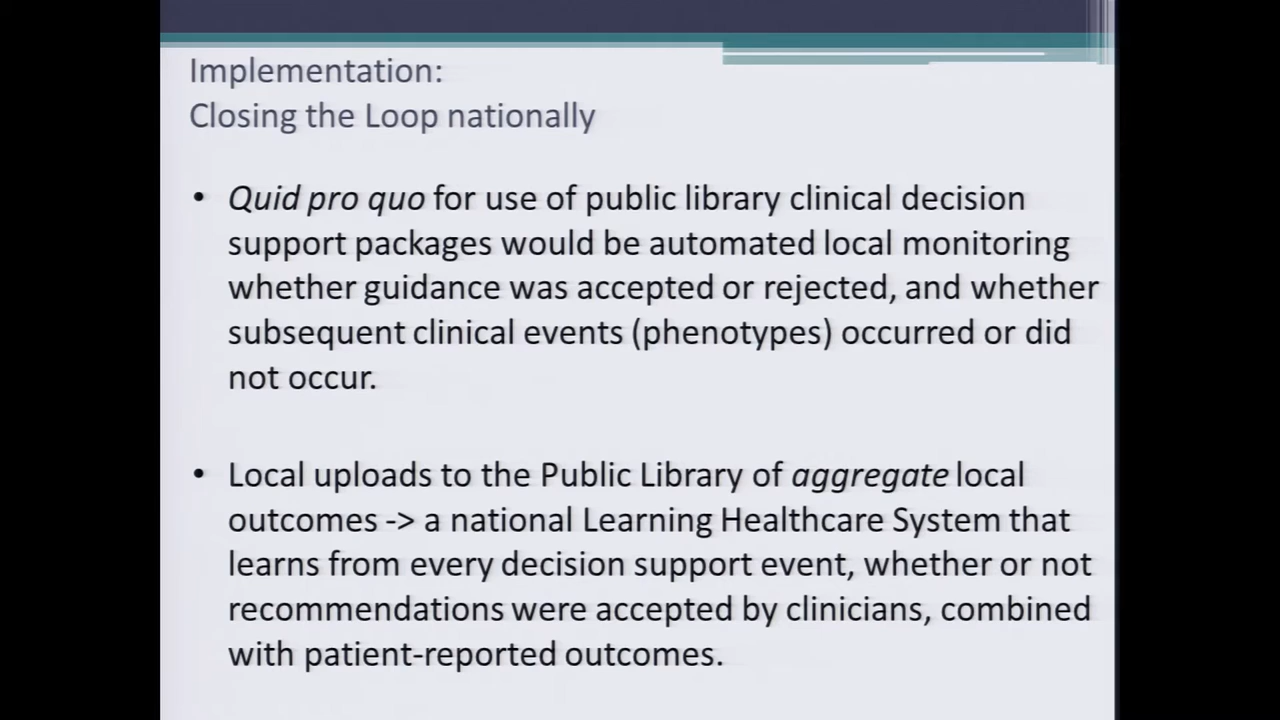 Implementation:
Closing the Loop nationally
• Quid pro quo for use of public library clinical decision
support packages would be automated local monitoring
whether guidance was accepted or rejected, and whether
subsequent clinical events (phenotypes) occurred or did
not occur.
• Local uploads to the Public Library of aggregate local
outcomes -> a national Learning Healthcare System that
learns from every decision support event, whether or not
recommendations were accepted by clinicians, combined
with patient-reported outcomes.